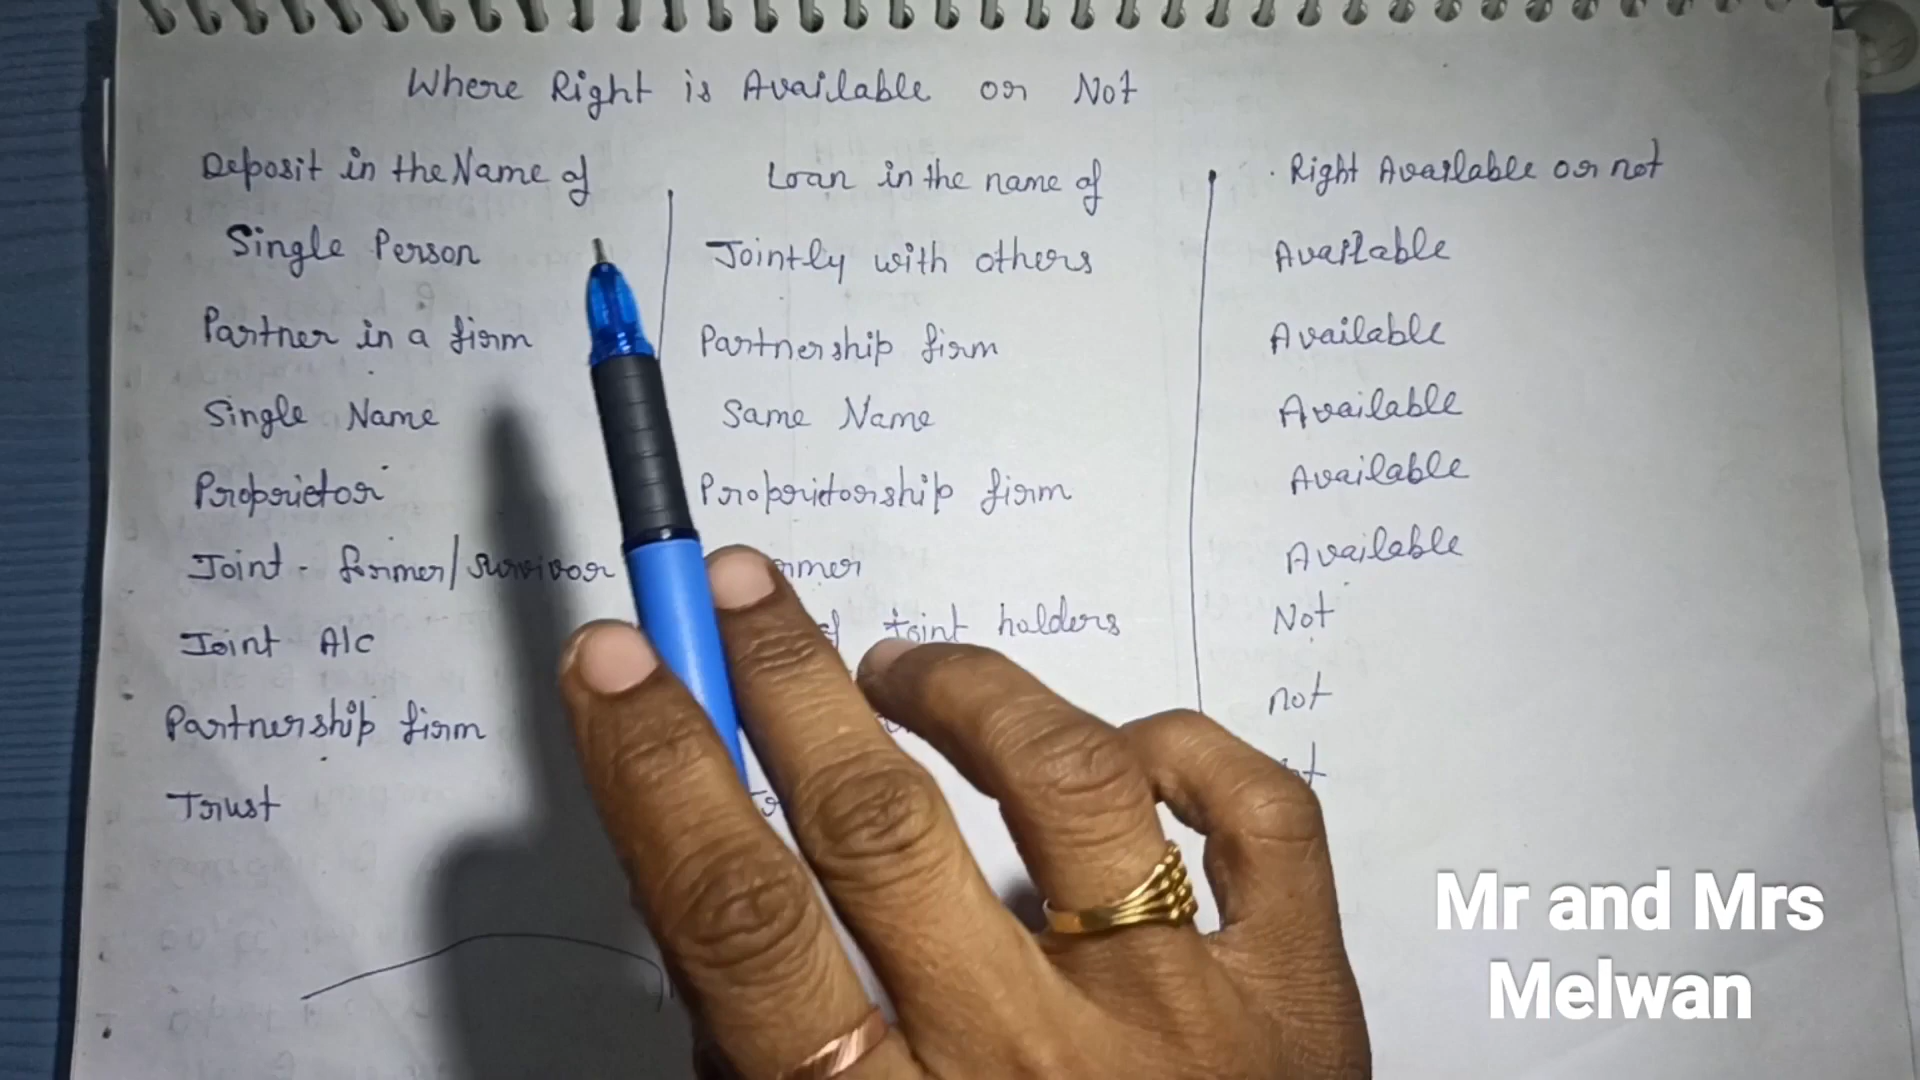 Where Right is Available or Not
Deposit in the Name of Loan in the name of Right Available or not
Single Person Jointly with others Available
Partner in a firm Partnership firm Available
Single Name Same Name Available
Proprietor Proprietorship firm Available
Joint - former/survivor Available
Joint A/c Joint holders Not
Partnership firm not
Trust
Mr and Mrs
Melwan